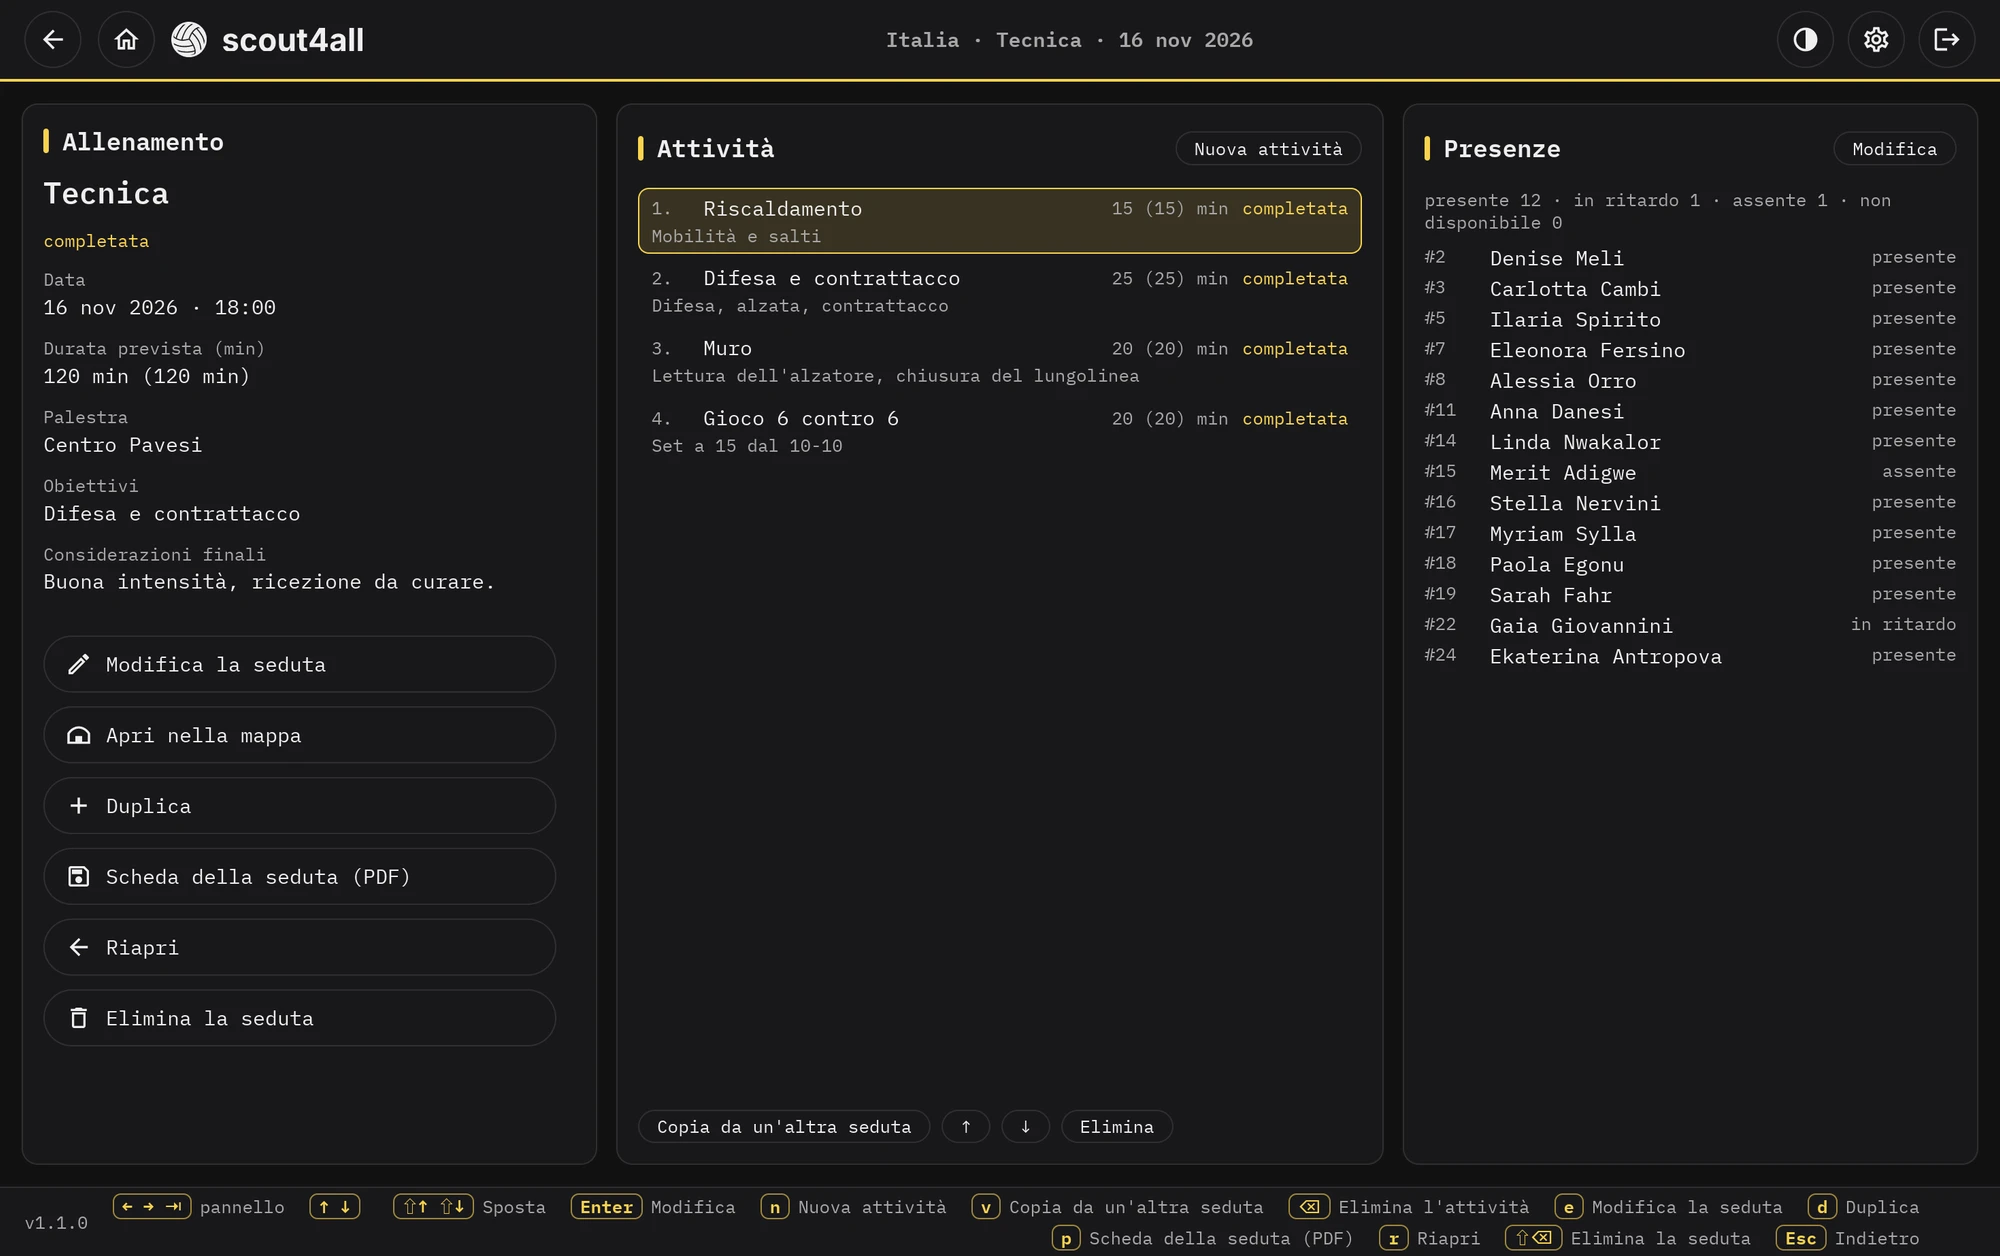 scout4all
Italia · Tecnica · 16 nov 2026
Allenamento
Tecnica
completata
Data
16 nov 2026 · 18:00
Durata prevista (min)
120 min (120 min)
Palestra
Centro Pavesi
Obiettivi
Difesa e contrattacco
Considerazioni finali
Buona intensità, ricezione da curare.
Modifica la seduta
Apri nella mappa
Duplica
Scheda della seduta (PDF)
Riapri
Elimina la seduta
Attività
Nuova attività
1. Riscaldamento 15 (15) min completata
Mobilità e salti
2. Difesa e contrattacco 25 (25) min completata
Difesa, alzata, contrattacco
3. Muro 20 (20) min completata
Lettura dell'alzatore, chiusura del lungolinea
4. Gioco 6 contro 6 20 (20) min completata
Set a 15 dal 10-10
Copia da un'altra seduta ↑ ↓ Elimina
Presenze
Modifica
presente 12 · in ritardo 1 · assente 1 · non
disponibile 0
#2 Denise Meli presente
#3 Carlotta Cambi presente
#5 Ilaria Spirito presente
#7 Eleonora Fersino presente
#8 Alessia Orro presente
#11 Anna Danesi presente
#14 Linda Nwakalor presente
#15 Merit Adigwe assente
#16 Stella Nervini presente
#17 Myriam Sylla presente
#18 Paola Egonu presente
#19 Sarah Fahr presente
#22 Gaia Giovannini in ritardo
#24 Ekaterina Antropova presente
v1.1.0
← → ⇥ pannello ↑ ↓ ⇧↑ ⇧↓ Sposta Enter Modifica n Nuova attività v Copia da un'altra seduta ⌫ Elimina l'attività e Modifica la seduta d Duplica
p Scheda della seduta (PDF) r Riapri ⇧⌫ Elimina la seduta Esc Indietro